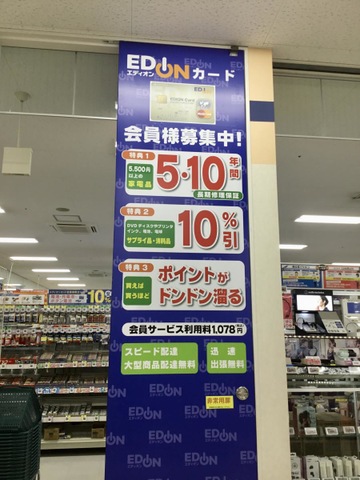 EDION
エディオン
カード
会員様募集中!
特典1
5,500円
以上の
家電品
5・10年間
長期修理保証
特典2
DVDディスクやプリンタ
インク、電球、電池
サプライ品・消耗品
10%引
特典3
買えば
買うほど
ポイントが
ドンドン溜る
会員サービス利用料1,078円
スピード配達
大型商品配達無料
迅速
出張無料
非常用扉
EDION
10%